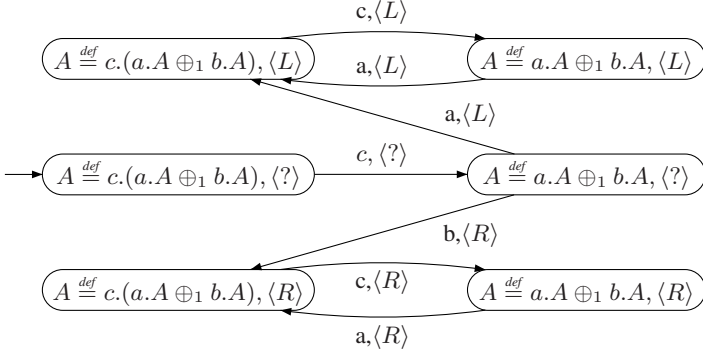 c,⟨L⟩
A ≝ c.(a.A ⊕₁ b.A), ⟨L⟩
A ≝ a.A ⊕₁ b.A, ⟨L⟩
a,⟨L⟩
a,⟨L⟩
c, ⟨?⟩
A ≝ c.(a.A ⊕₁ b.A), ⟨?⟩
A ≝ a.A ⊕₁ b.A, ⟨?⟩
b,⟨R⟩
A ≝ c.(a.A ⊕₁ b.A), ⟨R⟩
c,⟨R⟩
A ≝ a.A ⊕₁ b.A, ⟨R⟩
a,⟨R⟩